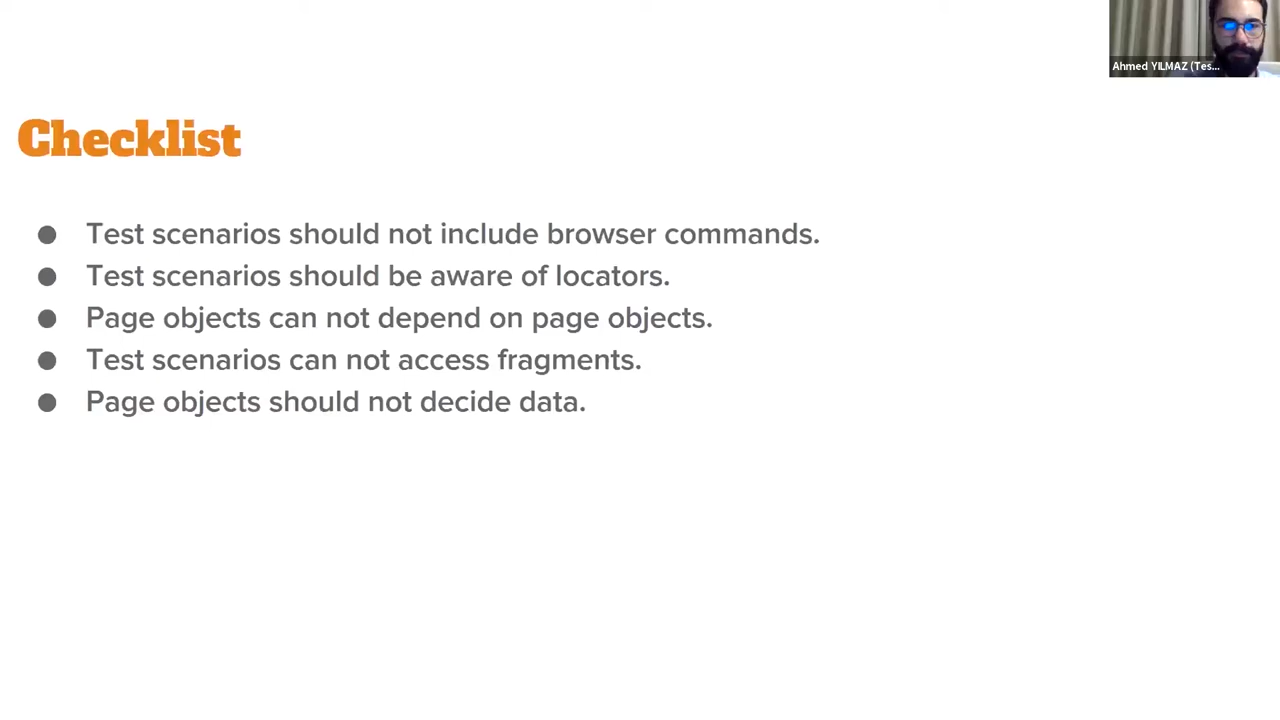 Ahmed YILMAZ (Tes...
Checklist
● Test scenarios should not include browser commands.
● Test scenarios should be aware of locators.
● Page objects can not depend on page objects.
● Test scenarios can not access fragments.
● Page objects should not decide data.